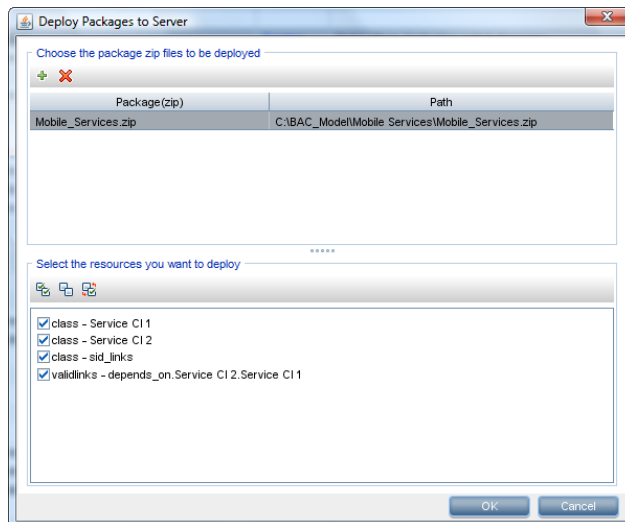 Deploy Packages to Server
Choose the package zip files to be deployed
Package(zip) Path
Mobile_Services.zip C:\BAC_Model\Mobile Services\Mobile_Services.zip
Select the resources you want to deploy
class - Service CI 1
class - Service CI 2
class - sid_links
validlinks - depends_on.Service CI 2.Service CI 1
OK Cancel